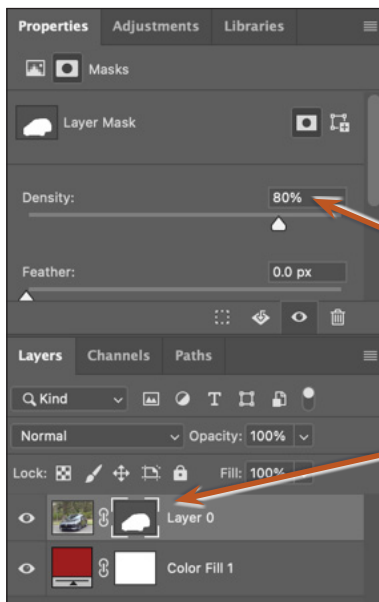 Properties Adjustments Libraries
Masks
Layer Mask
Density: 80%
Feather: 0.0 px
Layers Channels Paths
Kind
Normal Opacity: 100%
Lock: Fill: 100%
Layer 0
Color Fill 1